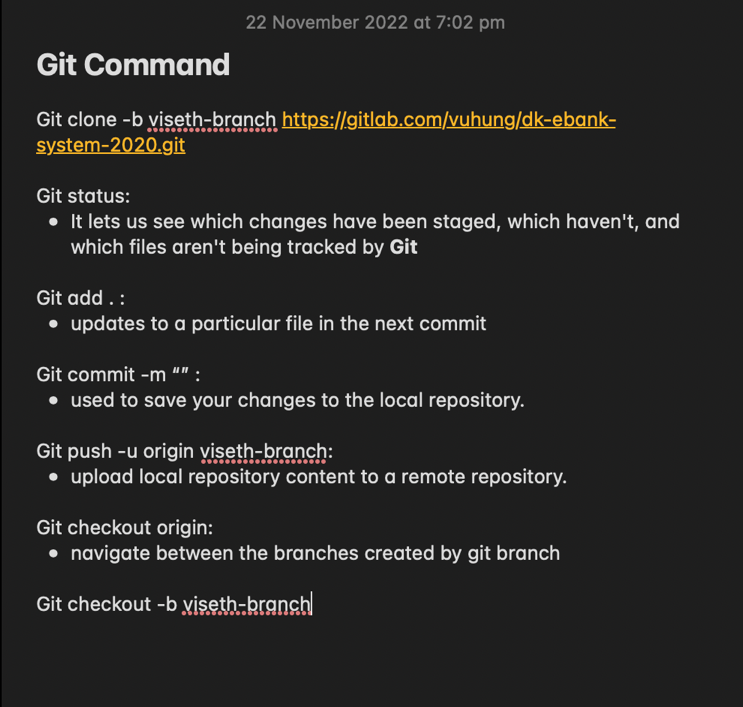 22 November 2022 at 7:02 pm
Git Command
Git clone -b viseth-branch https://gitlab.com/vuhung/dk-ebank-
system-2020.git
Git status:
• It lets us see which changes have been staged, which haven't, and
which files aren't being tracked by Git
Git add . :
• updates to a particular file in the next commit
Git commit -m “” :
• used to save your changes to the local repository.
Git push -u origin viseth-branch:
• upload local repository content to a remote repository.
Git checkout origin:
• navigate between the branches created by git branch
Git checkout -b viseth-branch